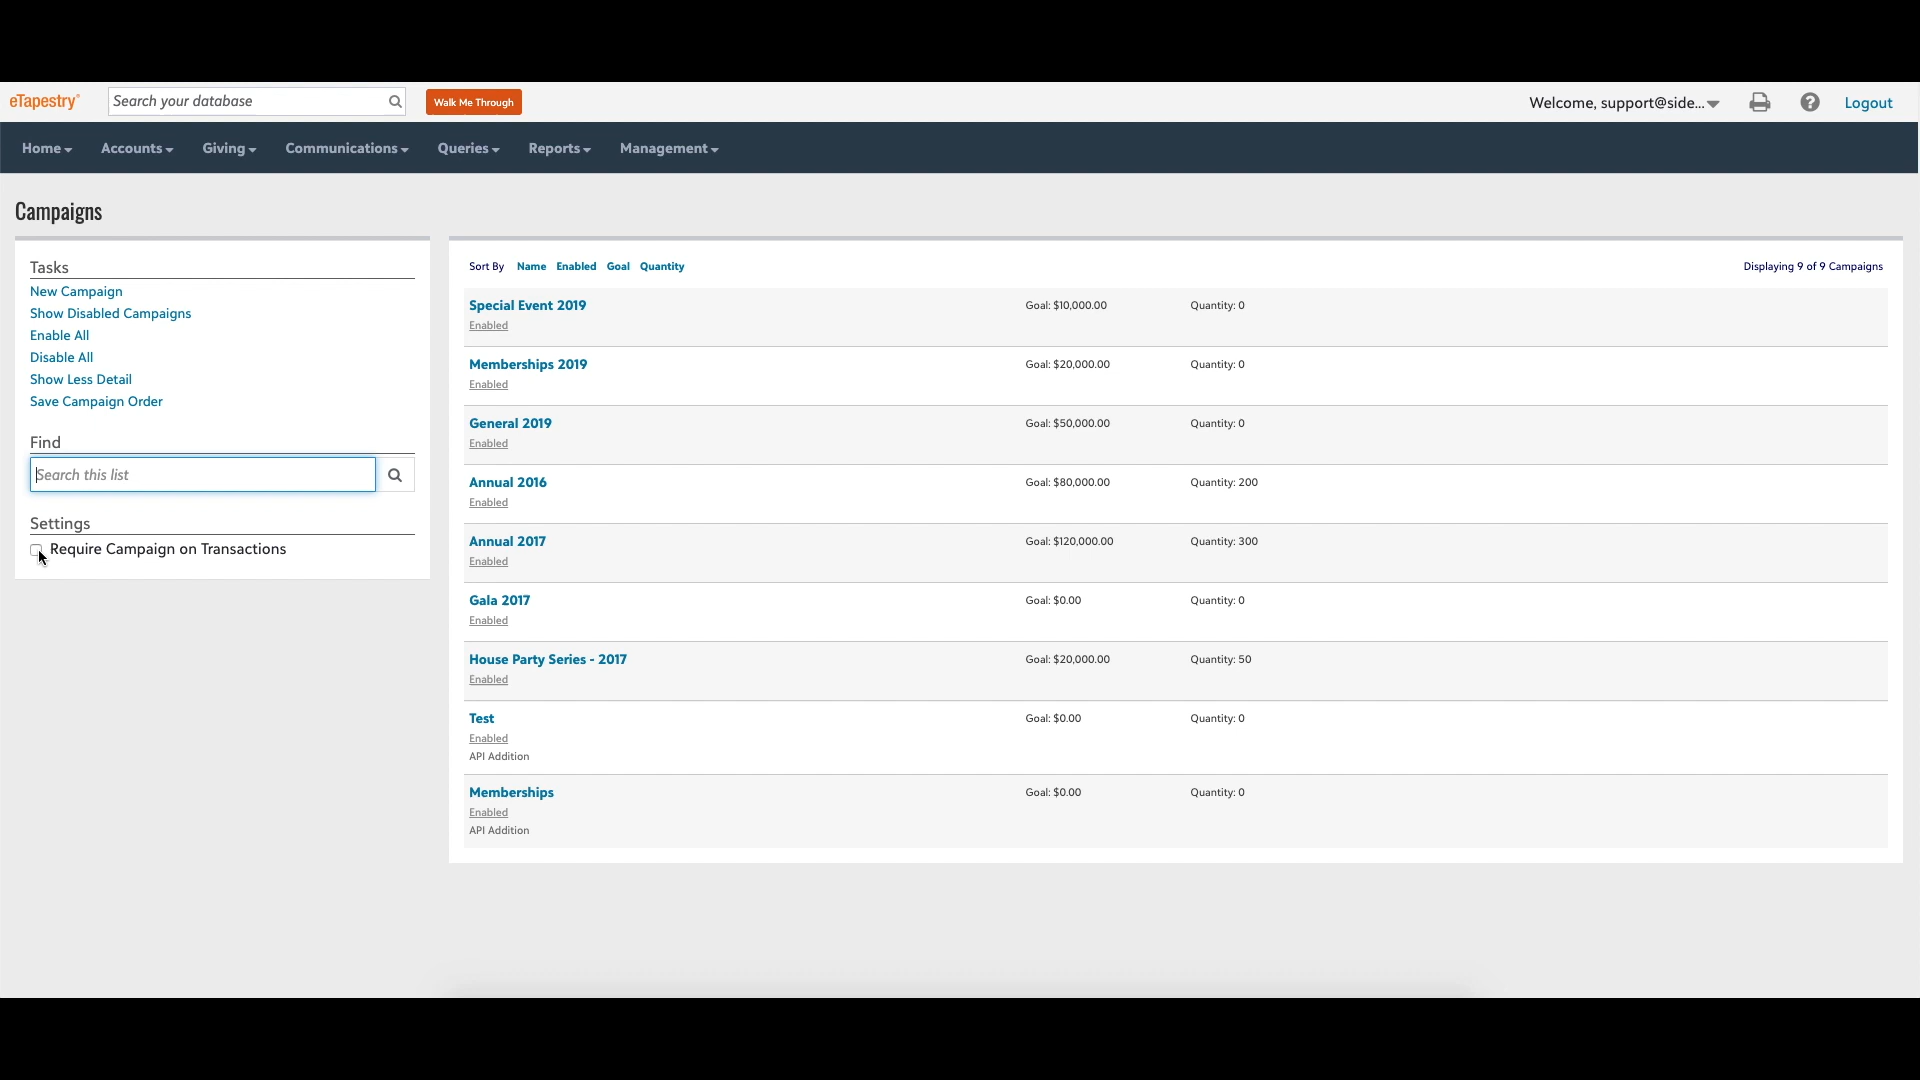 eTapestry®
Search your database
Walk Me Through
Welcome, support@side...
Logout
Home
Accounts
Giving
Communications
Queries
Reports
Management
Campaigns
Tasks
New Campaign
Show Disabled Campaigns
Enable All
Disable All
Show Less Detail
Save Campaign Order
Find
Search this list
Settings
Require Campaign on Transactions
Sort By Name Enabled Goal Quantity
Displaying 9 of 9 Campaigns
Special Event 2019 Goal: $10,000.00 Quantity: 0
Enabled
Memberships 2019 Goal: $20,000.00 Quantity: 0
Enabled
General 2019 Goal: $50,000.00 Quantity: 0
Enabled
Annual 2016 Goal: $80,000.00 Quantity: 200
Enabled
Annual 2017 Goal: $120,000.00 Quantity: 300
Enabled
Gala 2017 Goal: $0.00 Quantity: 0
Enabled
House Party Series - 2017 Goal: $20,000.00 Quantity: 50
Enabled
Test Goal: $0.00 Quantity: 0
Enabled
API Addition
Memberships Goal: $0.00 Quantity: 0
Enabled
API Addition